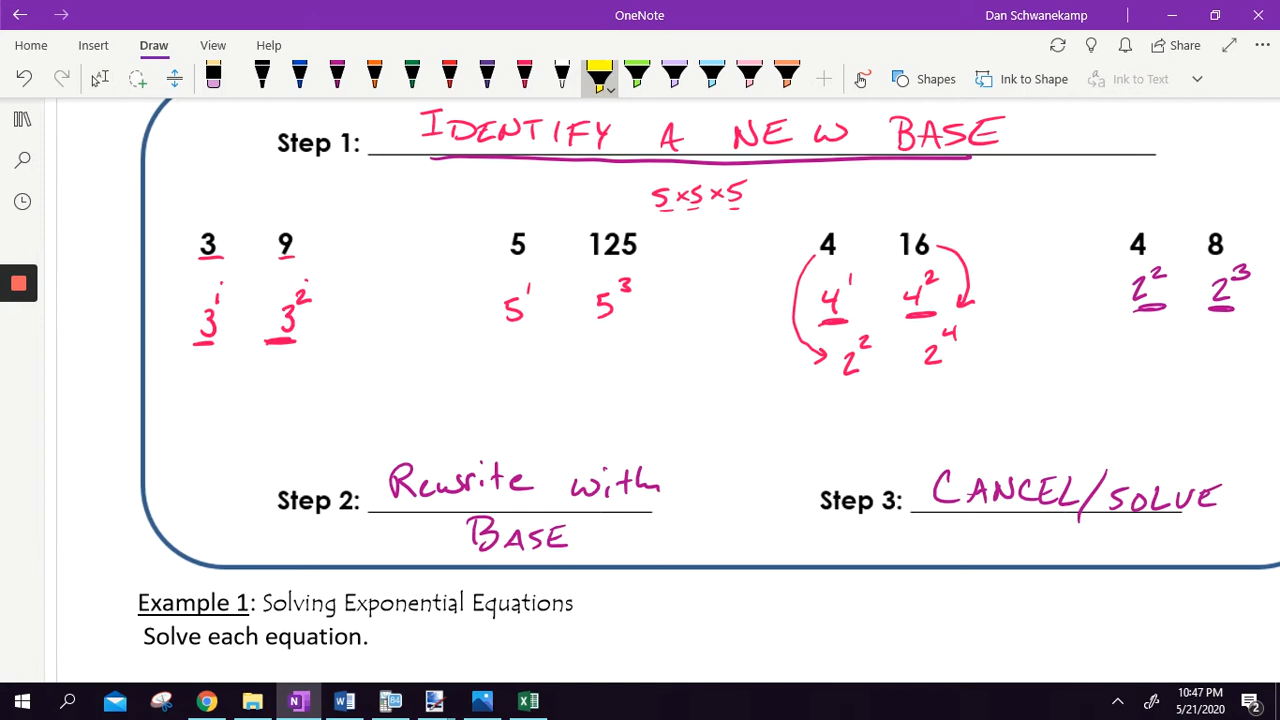 OneNote
Dan Schwanekamp
Home Insert Draw View Help
Share
Shapes Ink to Shape Ink to Text
Step 1: IDENTIFY A NEW BASE
5×5×5
3 9 5 125 4 16 4 8
3¹ 3² 5¹ 5³ 4¹ 4² 2² 2³
2² 2⁴
Step 2: Rewrite with
BASE
Step 3: CANCEL/SOLVE
Example 1: Solving Exponential Equations
Solve each equation.
10:47 PM
5/21/2020
2